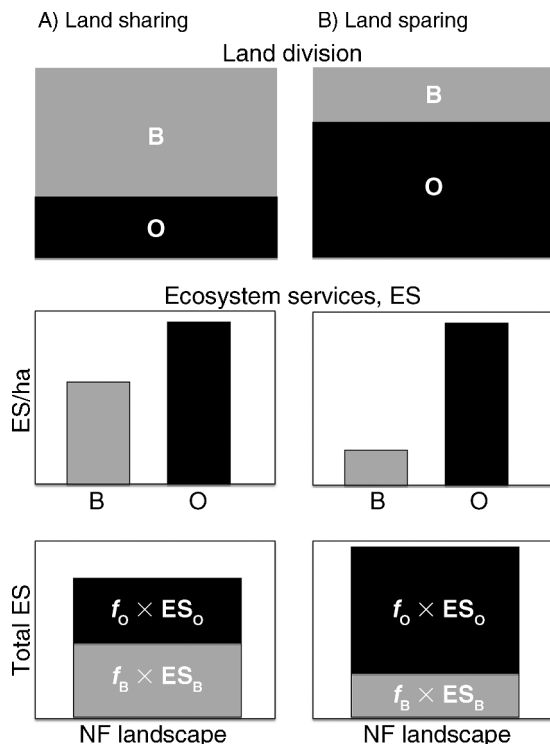 A) Land sharing
B) Land sparing
Land division
B
B
O
O
Ecosystem services, ES
ES/ha
B
O
B
O
Total ES
fO × ESO
fO × ESO
fB × ESB
fB × ESB
NF landscape
NF landscape